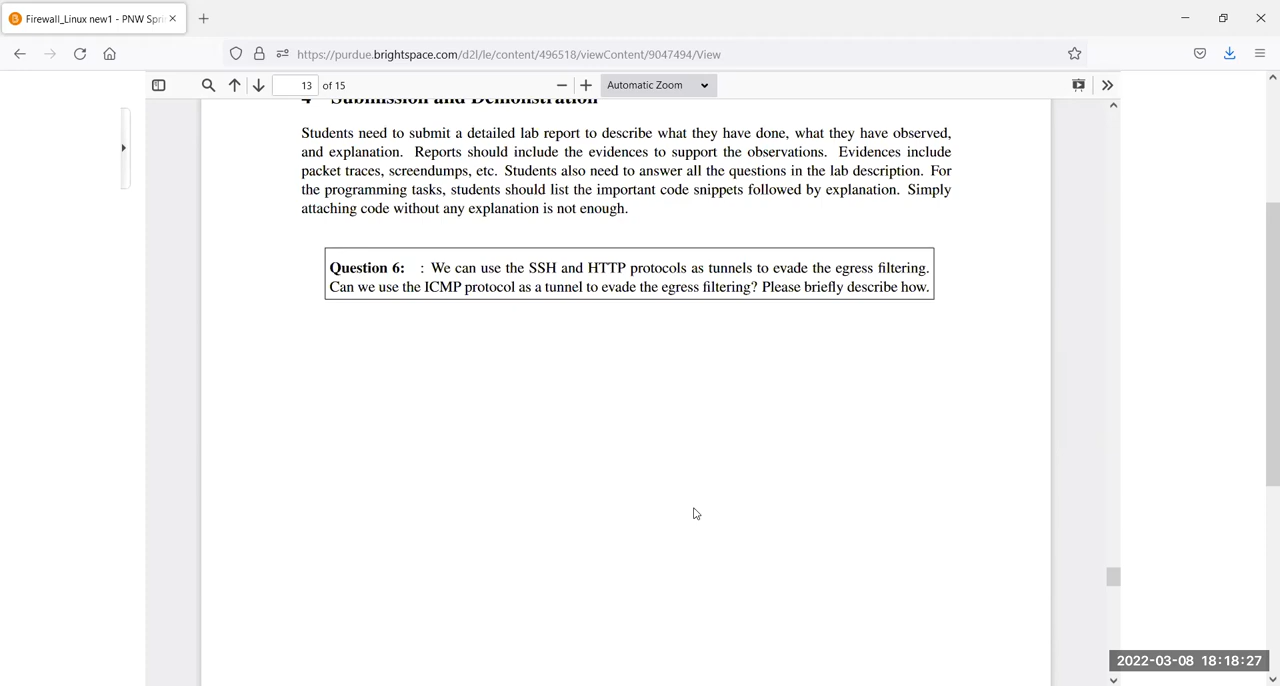 Firewall_Linux new1 - PNW Spri
https://purdue.brightspace.com/d2l/le/content/496518/viewContent/9047494/View
13 of 15
Automatic Zoom
4 Submission and Demonstration
Students need to submit a detailed lab report to describe what they have done, what they have observed,
and explanation. Reports should include the evidences to support the observations. Evidences include
packet traces, screendumps, etc. Students also need to answer all the questions in the lab description. For
the programming tasks, students should list the important code snippets followed by explanation. Simply
attaching code without any explanation is not enough.
Question 6: : We can use the SSH and HTTP protocols as tunnels to evade the egress filtering.
Can we use the ICMP protocol as a tunnel to evade the egress filtering? Please briefly describe how.
2022-03-08 18:18:27